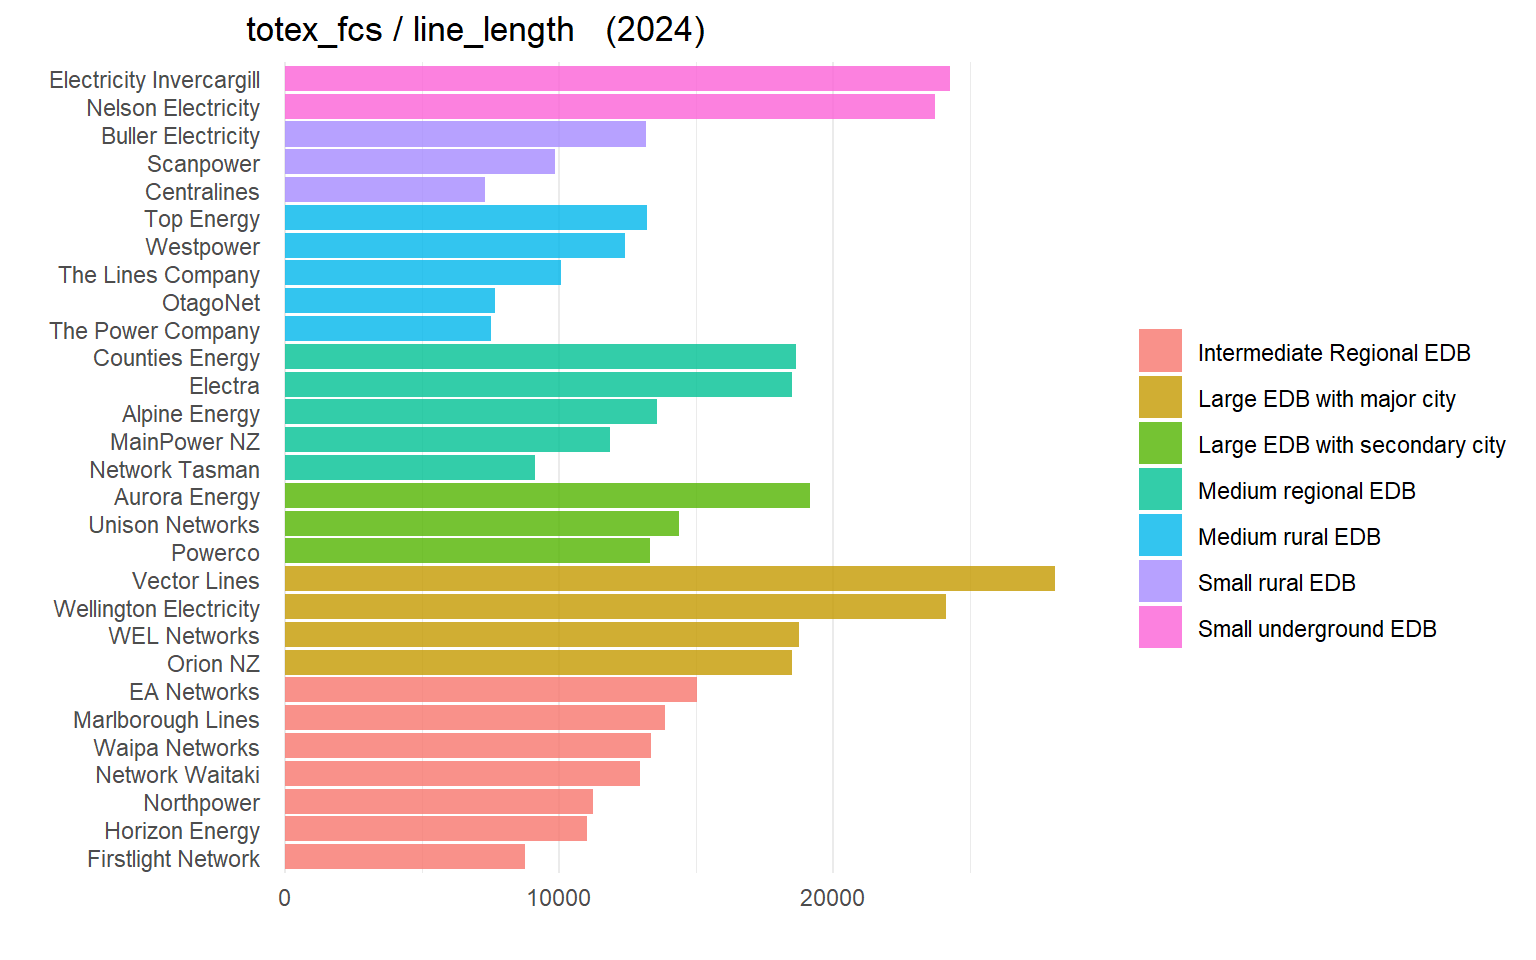 totex_fcs / line_length (2024)
Electricity Invercargill
Nelson Electricity
Buller Electricity
Scanpower
Centralines
Top Energy
Westpower
The Lines Company
OtagoNet
The Power Company
Counties Energy
Electra
Alpine Energy
MainPower NZ
Network Tasman
Aurora Energy
Unison Networks
Powerco
Vector Lines
Wellington Electricity
WEL Networks
Orion NZ
EA Networks
Marlborough Lines
Waipa Networks
Network Waitaki
Northpower
Horizon Energy
Firstlight Network
0 10000 20000
Intermediate Regional EDB
Large EDB with major city
Large EDB with secondary city
Medium regional EDB
Medium rural EDB
Small rural EDB
Small underground EDB